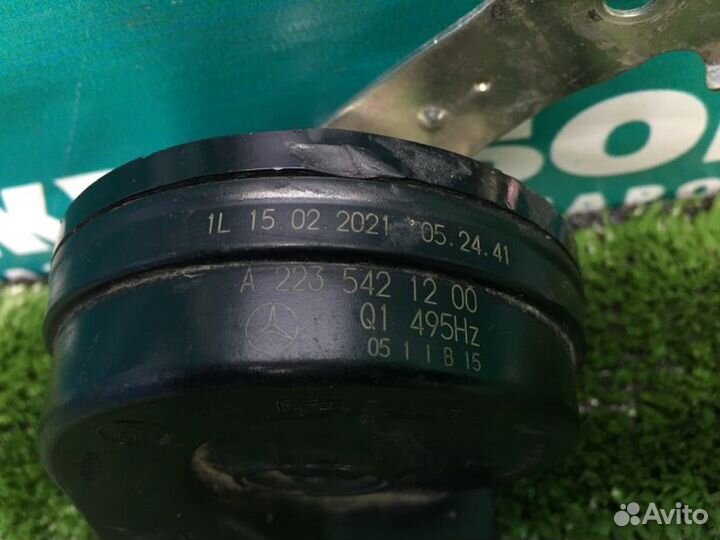 1L 15.02.2021 05.24.41
A 223 542 12 00
Q1 495Hz
05 1 1 B 15
Avito